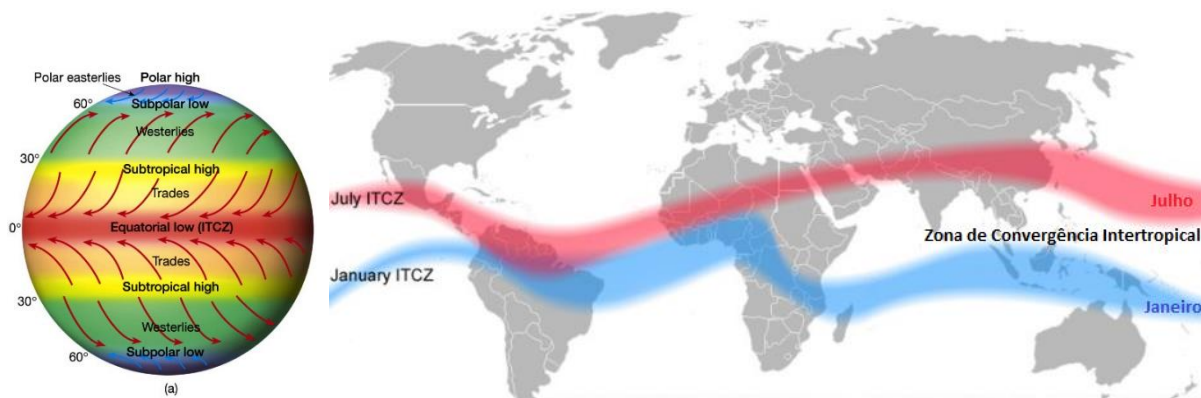 Polar easterlies
Polar high
60°
Subpolar low
Westerlies
30°
Subtropical high
Trades
0°
Equatorial low (ITCZ)
Trades
Subtropical high
30°
Westerlies
60°
Subpolar low
(a)
July ITCZ
Julho
Zona de Convergência Intertropical
January ITCZ
Janeiro